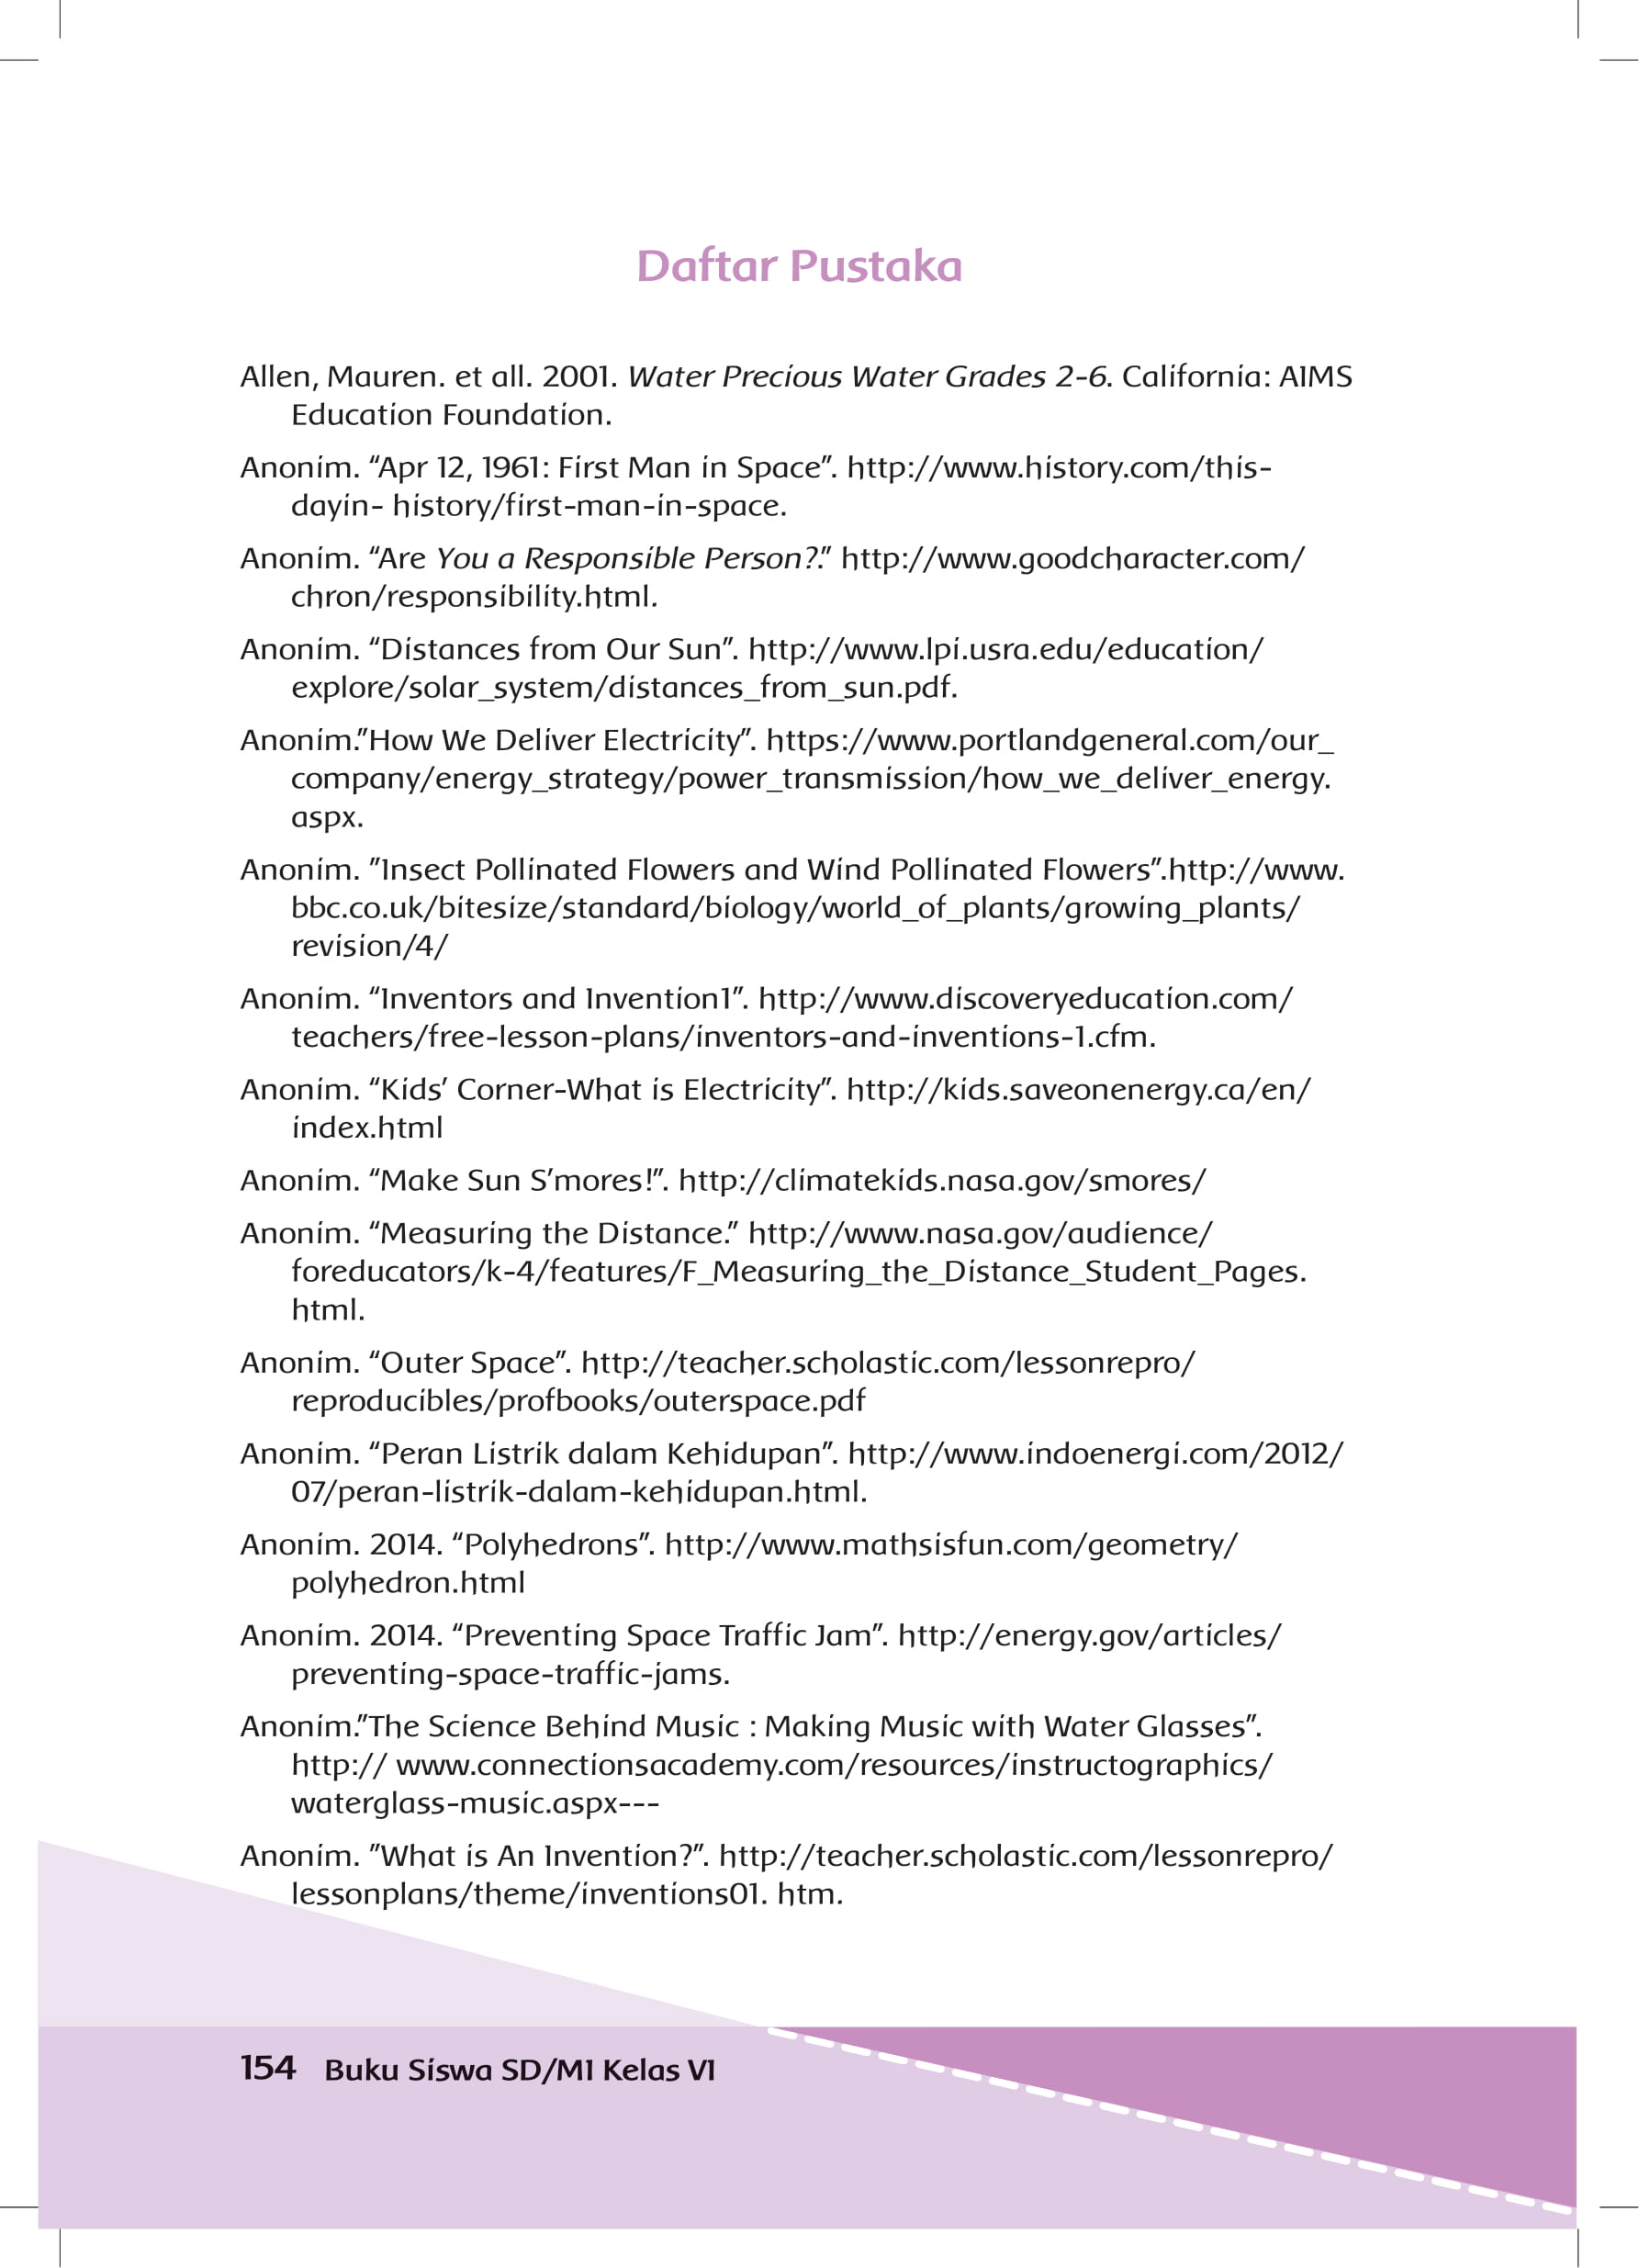 Daftar Pustaka
Allen, Mauren. et all. 2001. Water Precious Water Grades 2-6. California: AIMS
Education Foundation.
Anonim. “Apr 12, 1961: First Man in Space”. http://www.history.com/this-
dayin- history/first-man-in-space.
Anonim. “Are You a Responsible Person?.” http://www.goodcharacter.com/
chron/responsibility.html.
Anonim. “Distances from Our Sun”. http://www.lpi.usra.edu/education/
explore/solar_system/distances_from_sun.pdf.
Anonim.”How We Deliver Electricity”. https://www.portlandgeneral.com/our_
company/energy_strategy/power_transmission/how_we_deliver_energy.
aspx.
Anonim. ”Insect Pollinated Flowers and Wind Pollinated Flowers”.http://www.
bbc.co.uk/bitesize/standard/biology/world_of_plants/growing_plants/
revision/4/
Anonim. “Inventors and Invention1”. http://www.discoveryeducation.com/
teachers/free-lesson-plans/inventors-and-inventions-1.cfm.
Anonim. “Kids’ Corner-What is Electricity”. http://kids.saveonenergy.ca/en/
index.html
Anonim. “Make Sun S’mores!”. http://climatekids.nasa.gov/smores/
Anonim. “Measuring the Distance.” http://www.nasa.gov/audience/
foreducators/k-4/features/F_Measuring_the_Distance_Student_Pages.
html.
Anonim. “Outer Space”. http://teacher.scholastic.com/lessonrepro/
reproducibles/profbooks/outerspace.pdf
Anonim. “Peran Listrik dalam Kehidupan”. http://www.indoenergi.com/2012/
07/peran-listrik-dalam-kehidupan.html.
Anonim. 2014. “Polyhedrons”. http://www.mathsisfun.com/geometry/
polyhedron.html
Anonim. 2014. “Preventing Space Traffic Jam”. http://energy.gov/articles/
preventing-space-traffic-jams.
Anonim.”The Science Behind Music : Making Music with Water Glasses”.
http:// www.connectionsacademy.com/resources/instructographics/
waterglass-music.aspx---
Anonim. ”What is An Invention?”. http://teacher.scholastic.com/lessonrepro/
lessonplans/theme/inventions01. htm.
154 Buku Siswa SD/MI Kelas VI